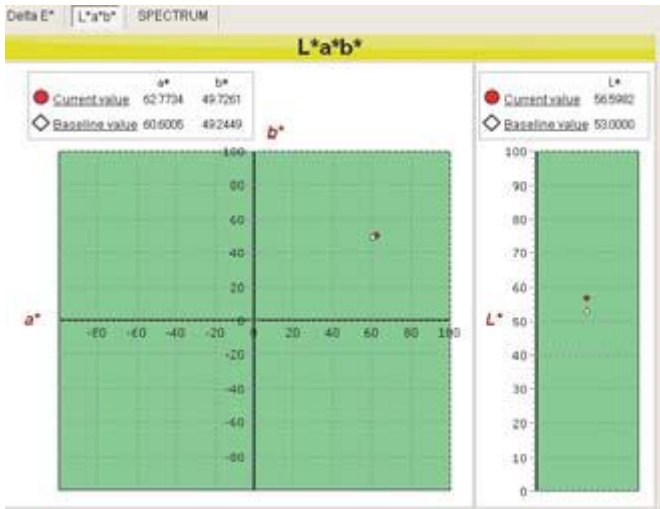 Delta E* L*a*b* SPECTRUM
L*a*b*
a* b*
Current value 62.7734 49.7261
Baseline value 60.6005 49.2449
L*
Current value 56.5982
Baseline value 53.0000
b*
100
80
60
40
20
0
-20
-40
-60
-80
a*
-80 -60 -40 -20 0 20 40 60 80 100
L*
100
90
80
70
60
50
40
30
20
10
0